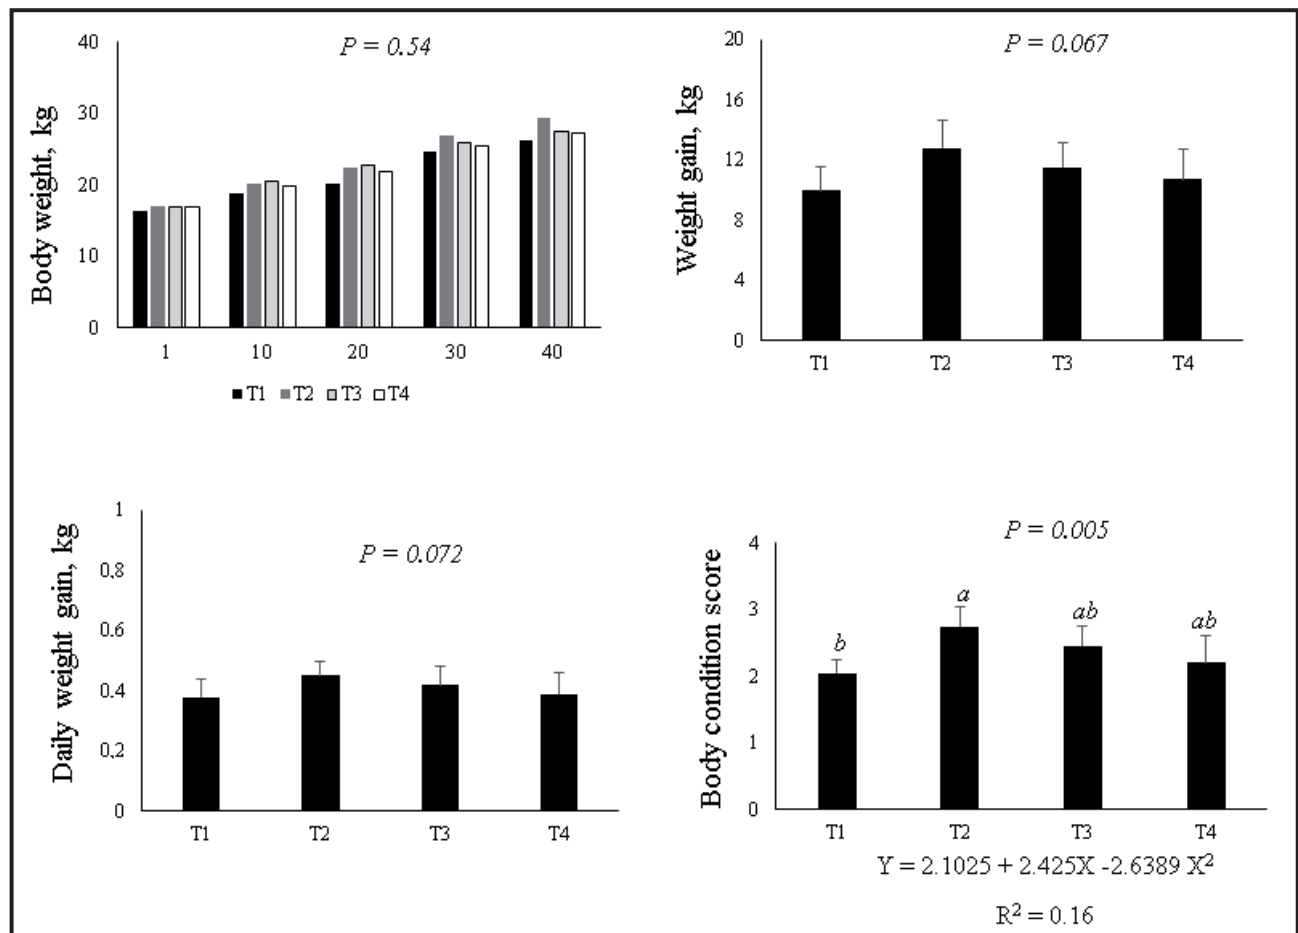 P = 0.54
Body weight, kg
40
30
20
10
0
1 10 20 30 40
T1 T2 T3 T4
P = 0.067
Weight gain, kg
20
16
12
8
4
0
T1 T2 T3 T4
P = 0.072
Daily weight gain, kg
1
0.8
0.6
0.4
0.2
0
T1 T2 T3 T4
P = 0.005
Body condition score
4
3
2
1
0
b a ab ab
T1 T2 T3 T4
Y = 2.1025 + 2.425X -2.6389 X²
R² = 0.16